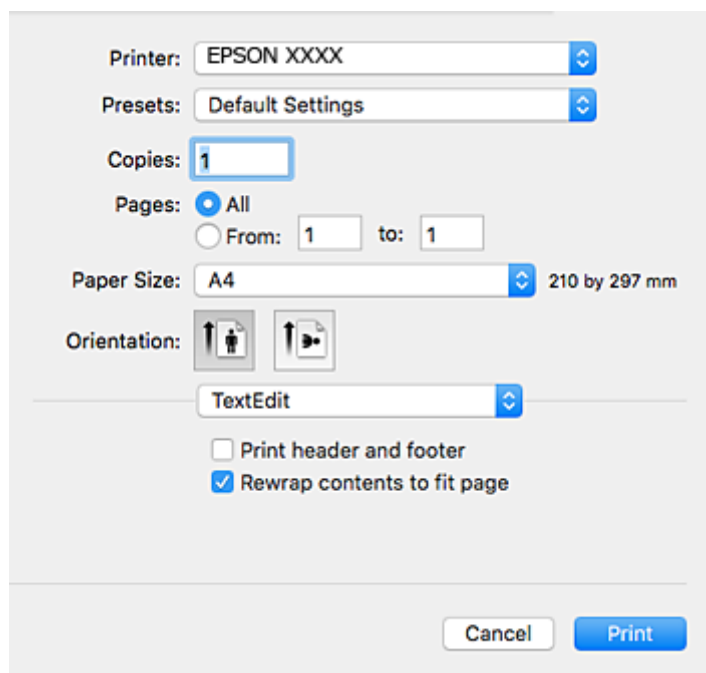 Printer: EPSON XXXX
Presets: Default Settings
Copies: 1
Pages: All
From: 1 to: 1
Paper Size: A4 210 by 297 mm
Orientation:
TextEdit
Print header and footer
Rewrap contents to fit page
Cancel Print